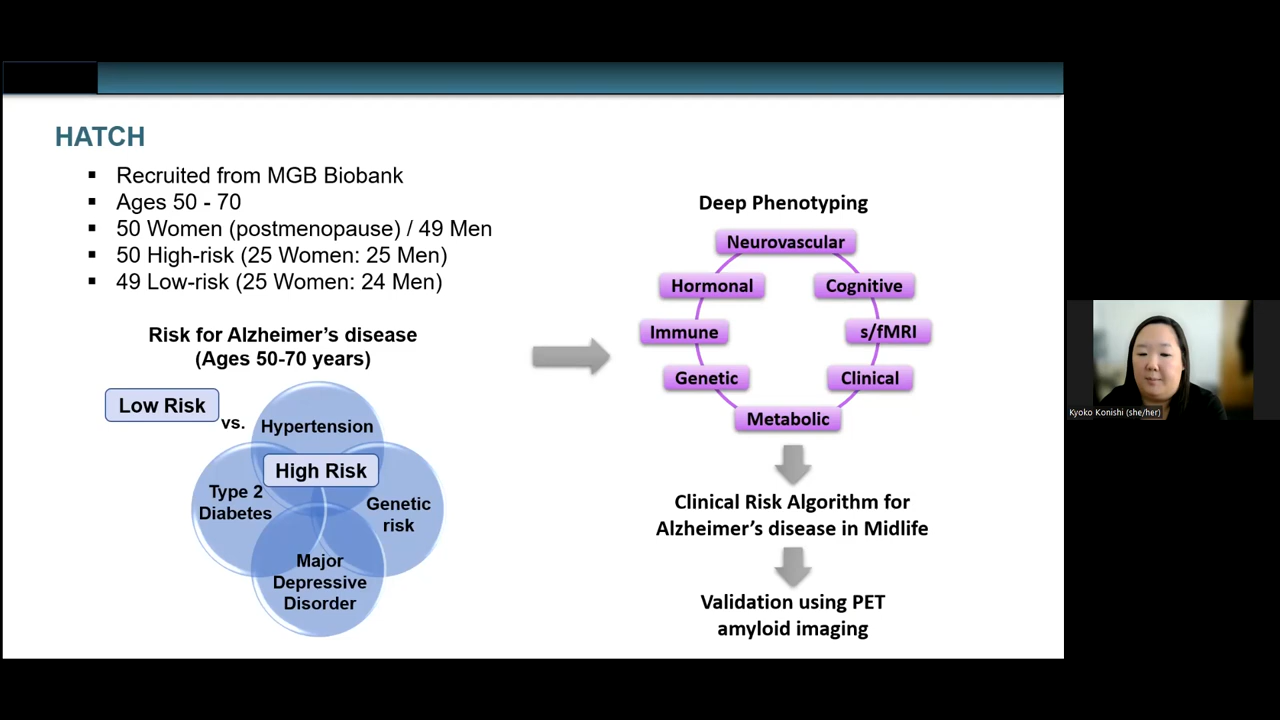 HATCH
▪ Recruited from MGB Biobank
▪ Ages 50 - 70
▪ 50 Women (postmenopause) / 49 Men
▪ 50 High-risk (25 Women: 25 Men)
▪ 49 Low-risk (25 Women: 24 Men)
Risk for Alzheimer’s disease
(Ages 50-70 years)
Low Risk
vs.
Hypertension
High Risk
Type 2
Diabetes
Genetic
risk
Major
Depressive
Disorder
Deep Phenotyping
Neurovascular
Hormonal
Cognitive
Immune
s/fMRI
Genetic
Clinical
Metabolic
Clinical Risk Algorithm for
Alzheimer’s disease in Midlife
Validation using PET
amyloid imaging
Kyoko Konishi (she/her)